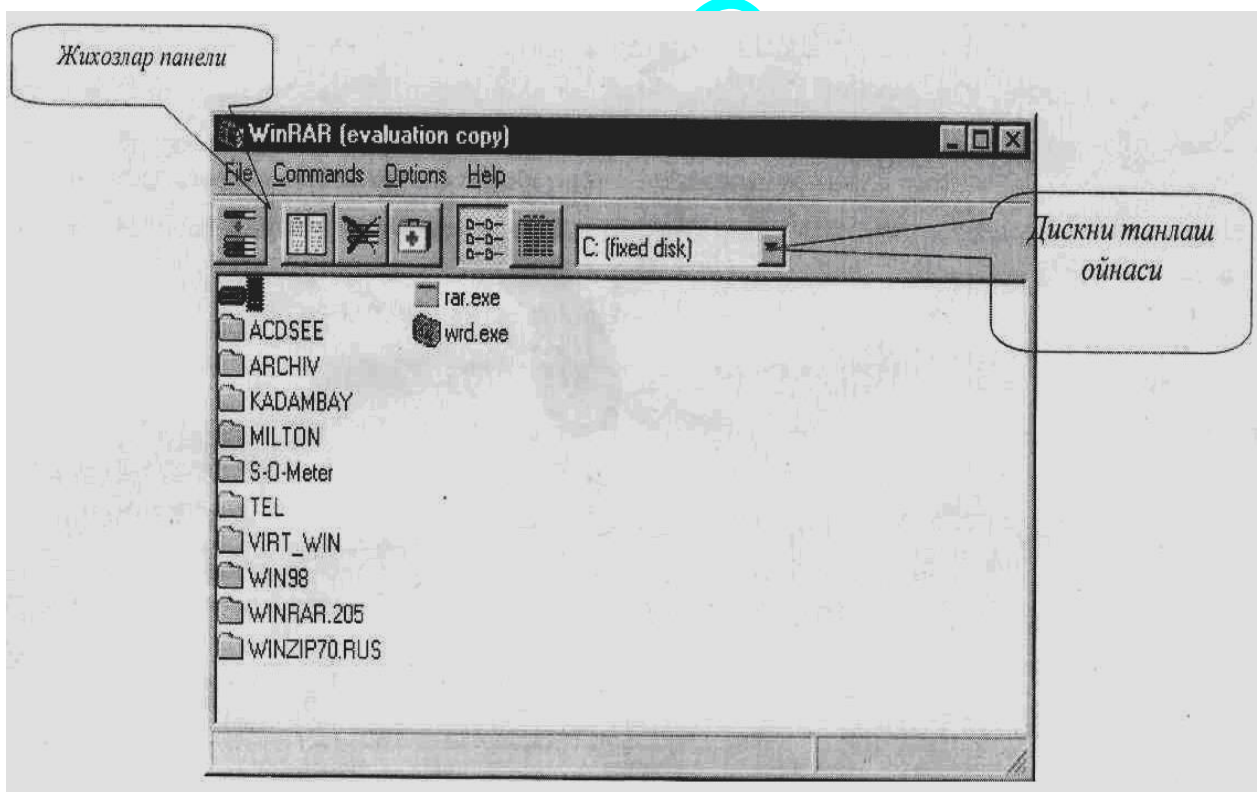 Жихозлар панели
WinRAR (evaluation copy)
File Commands Options Help
C: (fixed disk)
Дискни танлаш
ойнаси
rar.exe
ACDSEE wrd.exe
ARCHIV
KADAMBAY
MILTON
S-O-Meter
TEL
VIRT_WIN
WIN98
WINRAR.205
WINZIP70.RUS